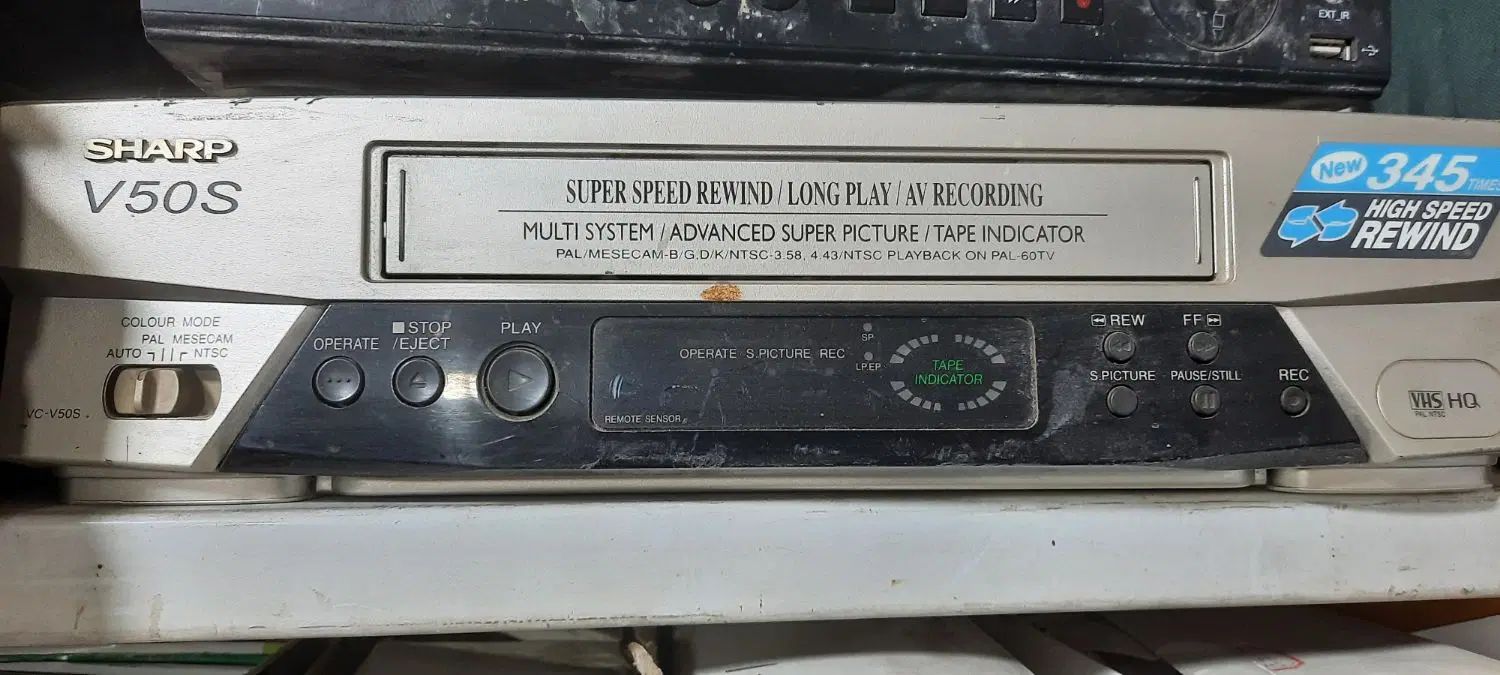 EXT_IR
SHARP
V50S
SUPER SPEED REWIND / LONG PLAY / AV RECORDING
MULTI SYSTEM / ADVANCED SUPER PICTURE / TAPE INDICATOR
PAL/MESECAM-B/G,D/K/NTSC-3.58, 4.43/NTSC PLAYBACK ON PAL-60TV
New 345 TIMES
HIGH SPEED
REWIND
COLOUR MODE
PAL MESECAM
AUTO NTSC
VC-V50S
OPERATE
STOP
/EJECT
PLAY
OPERATE S.PICTURE REC
SP
LP.EP
TAPE
INDICATOR
REMOTE SENSOR
REW
FF
S.PICTURE
PAUSE/STILL
REC
VHS HQ
PAL NTSC